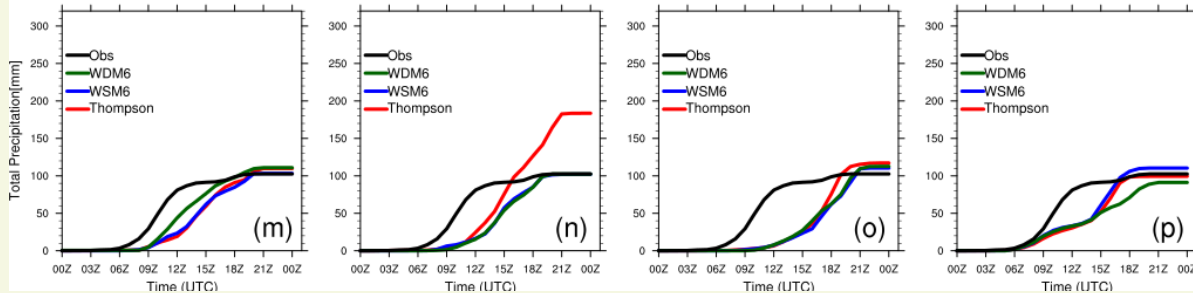 300 300 300 300
Obs Obs Obs Obs
250 250 250 250
WDM6 WDM6 WDM6 WDM6
WSM6 WSM6 WSM6 WSM6
200 200 200 200
Thompson Thompson Thompson Thompson
Total Precipitation[mm]
150 150 150 150
100 100 100 100
50 50 50 50
(m) (n) (o) (p)
0 0 0 0
00Z 03Z 06Z 09Z 12Z 15Z 18Z 21Z 00Z 00Z 03Z 06Z 09Z 12Z 15Z 18Z 21Z 00Z 00Z 03Z 06Z 09Z 12Z 15Z 18Z 21Z 00Z 00Z 03Z 06Z 09Z 12Z 15Z 18Z 21Z 00Z
Time (UTC) Time (UTC) Time (UTC) Time (UTC)